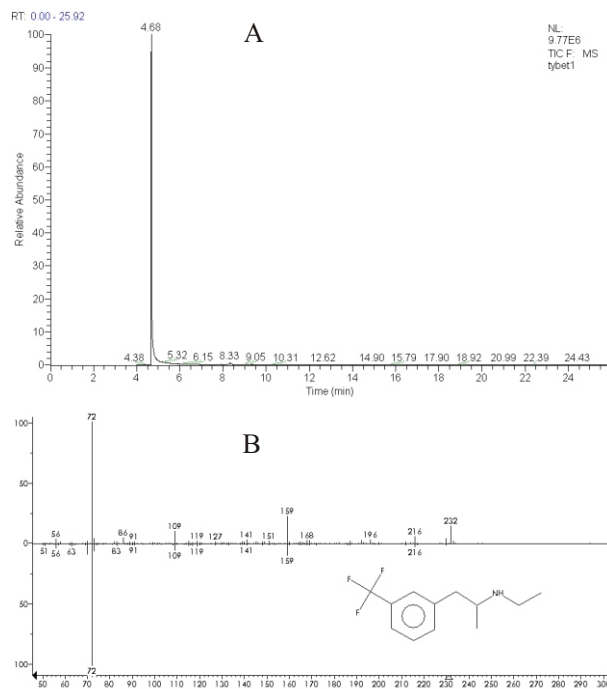 RT: 0.00 - 25.92
4.68
A
NL:
9.77E6
TIC F: MS
tybet1
100
90
80
70
60
50
40
30
20
10
0
Relative Abundance
4.38 5.32 6.15 8.33 9.05 10.31 12.62 14.90 15.79 17.90 18.92 20.99 22.39 24.43
0 2 4 6 8 10 12 14 16 18 20 22 24
Time (min)
B
100
50
0
50
100
72
56 86 91 109 119 127 141 151 159 168 196 216 232
51 56 63 83 91 109 119 141 159 216
72
F
F
F
NH
50 60 70 80 90 100 110 120 130 140 150 160 170 180 190 200 210 220 230 240 250 260 270 280 290 300